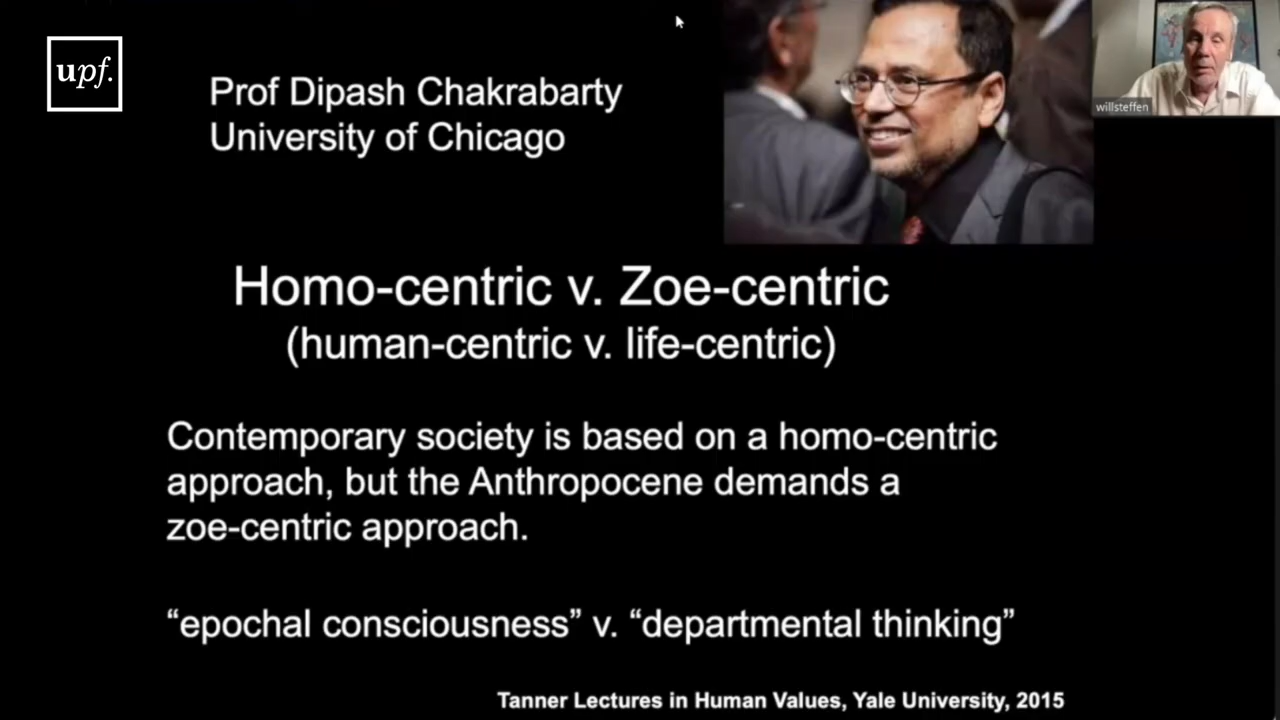 upf.
Prof Dipash Chakrabarty
University of Chicago
willsteffen
Homo-centric v. Zoe-centric
(human-centric v. life-centric)
Contemporary society is based on a homo-centric
approach, but the Anthropocene demands a
zoe-centric approach.
“epochal consciousness” v. “departmental thinking”
Tanner Lectures in Human Values, Yale University, 2015